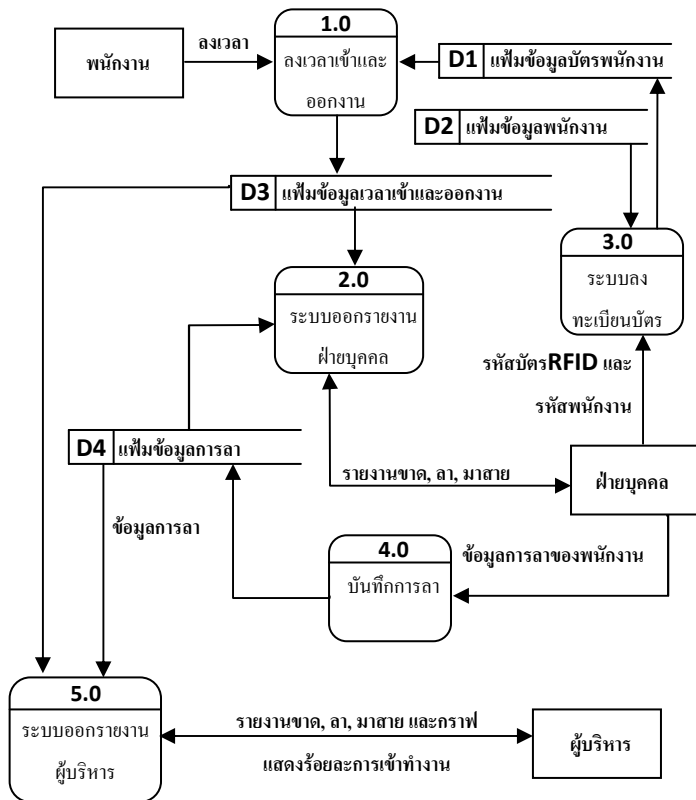 1.0
พนักงาน
ลงเวลา
ลงเวลาเข้าและ
ออกงาน
D1 แฟ้มข้อมูลบัตรพนักงาน
D2 แฟ้มข้อมูลพนักงาน
D3 แฟ้มข้อมูลเวลาเข้าและออกงาน
3.0
ระบบลง
ทะเบียนบัตร
2.0
ระบบออกรายงาน
ฝ่ายบุคคล
รหัสบัตรRFID และ
รหัสพนักงาน
D4 แฟ้มข้อมูลการลา
รายงานขาด, ลา, มาสาย
ฝ่ายบุคคล
ข้อมูลการลา
4.0
บันทึกการลา
ข้อมูลการลาของพนักงาน
5.0
ระบบออกรายงาน
ผู้บริหาร
รายงานขาด, ลา, มาสาย และกราฟ
แสดงร้อยละการเข้าทำงาน
ผู้บริหาร